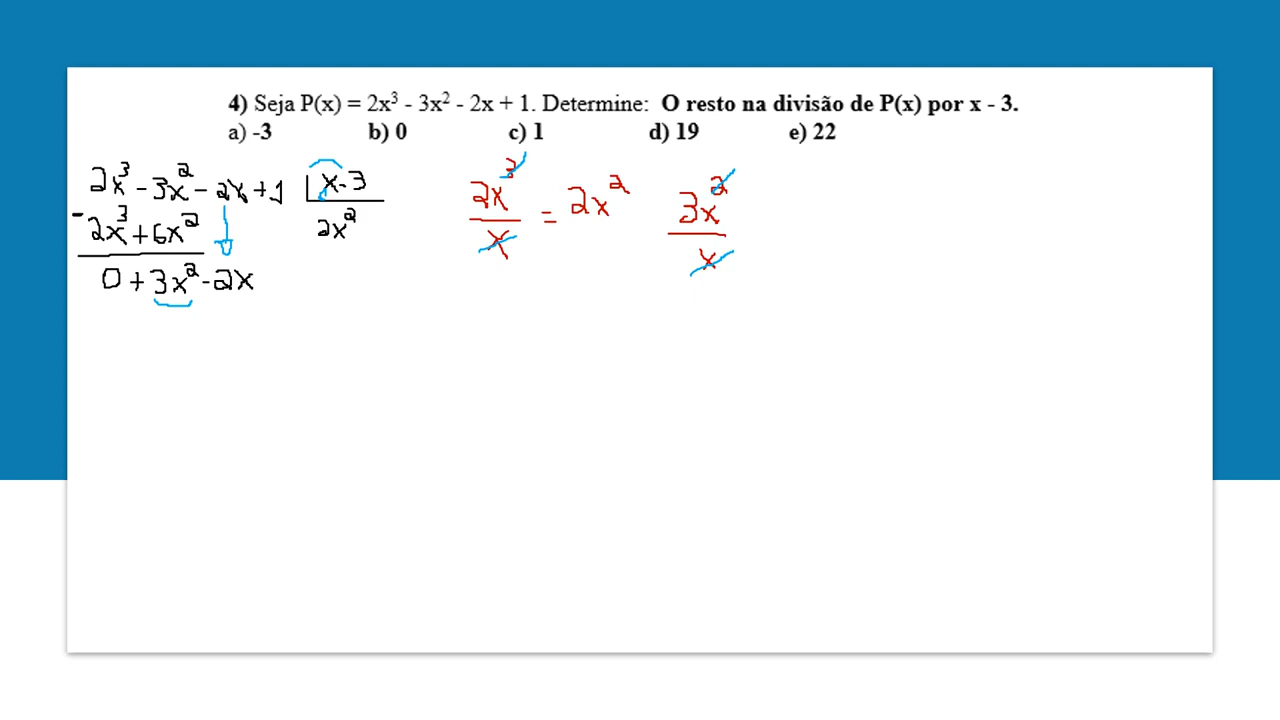 4) Seja P(x) = 2x³ - 3x² - 2x + 1. Determine: O resto na divisão de P(x) por x - 3.
a) -3 b) 0 c) 1 d) 19 e) 22
2x³ - 3x² - 2x + 1 x - 3
-2x³ + 6x² 2x²
0 + 3x² - 2x
2x³/x = 2x² 3x²/x